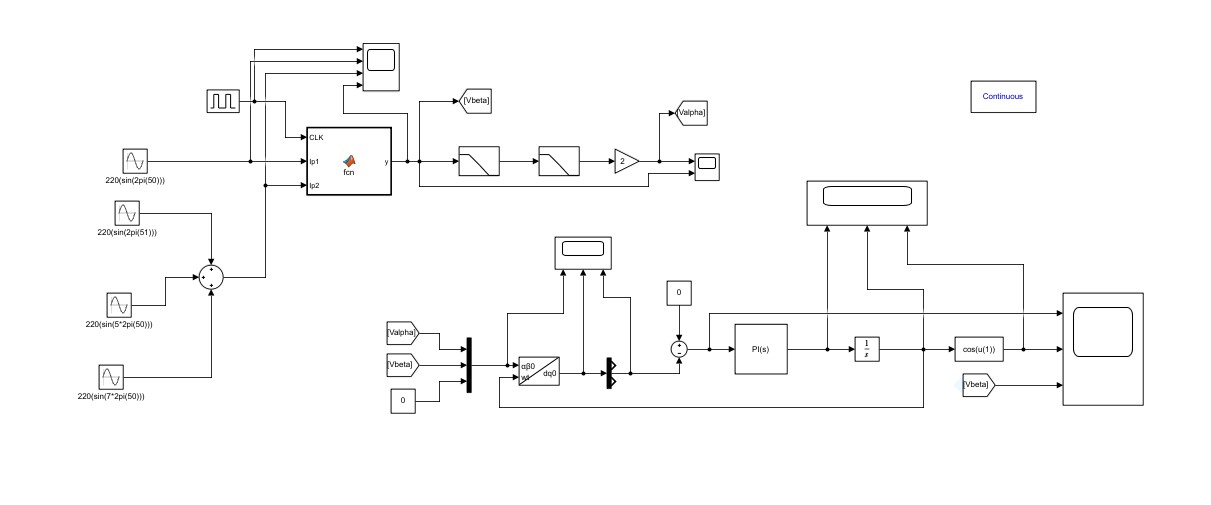 Continuous
[Vbeta]
[Valpha]
CLK
Ip1
Ip2
y
fcn
2
220(sin(2pi(50)))
220(sin(2pi(51)))
220(sin(5*2pi(50)))
220(sin(7*2pi(50)))
+
+
+
[Valpha]
[Vbeta]
0
αβ0
wt
dq0
0
+
−
PI(s)
1
s
cos(u(1))
[Vbeta]